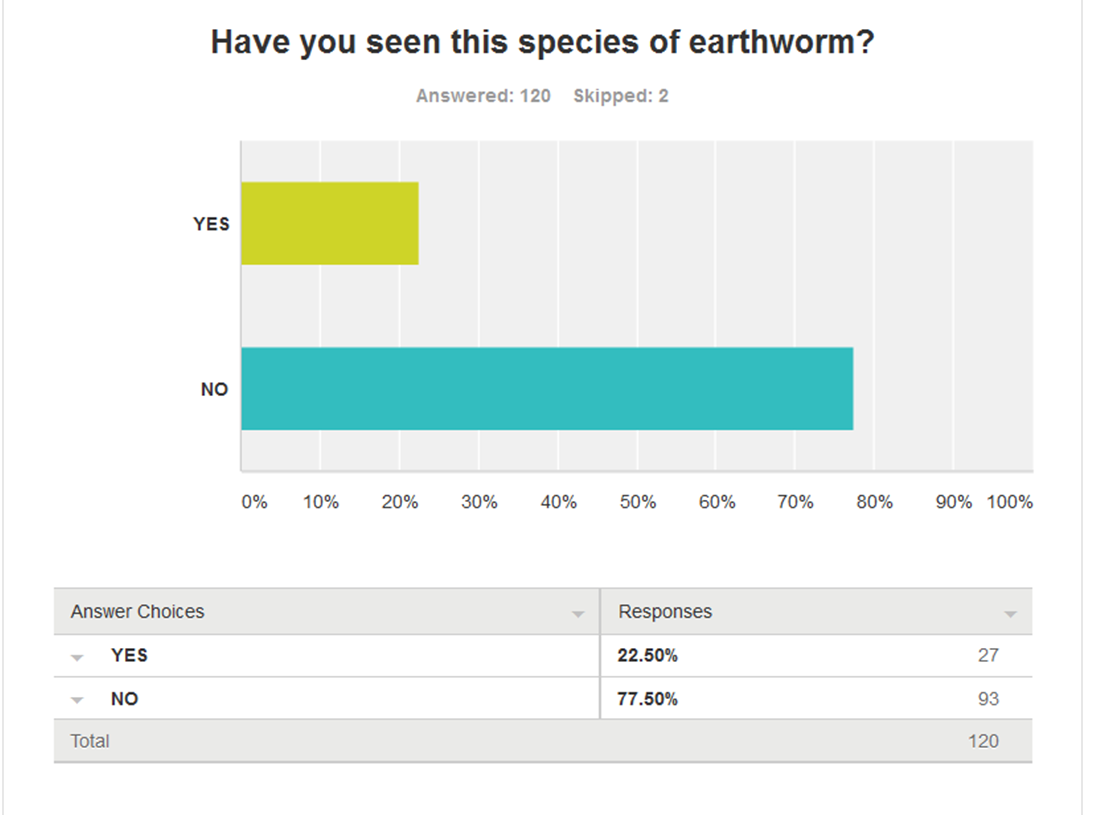 Have you seen this species of earthworm?
Answered: 120 Skipped: 2
YES
NO
0% 10% 20% 30% 40% 50% 60% 70% 80% 90% 100%
Answer Choices Responses
YES 22.50% 27
NO 77.50% 93
Total 120